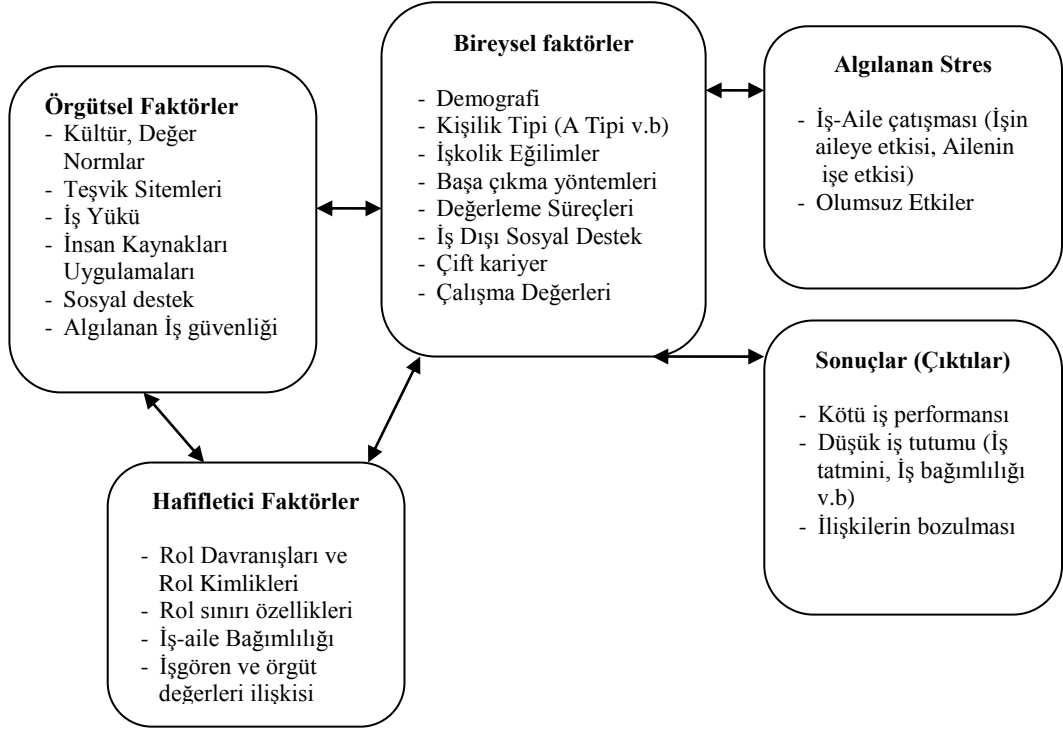 Örgütsel Faktörler
- Kültür, Değer
Normlar
- Teşvik Sitemleri
- İş Yükü
- İnsan Kaynakları
Uygulamaları
- Sosyal destek
- Algılanan İş güvenliği
Bireysel faktörler
- Demografi
- Kişilik Tipi (A Tipi v.b)
- İşkolik Eğilimler
- Başa çıkma yöntemleri
- Değerleme Süreçleri
- İş Dışı Sosyal Destek
- Çift kariyer
- Çalışma Değerleri
Algılanan Stres
- İş-Aile çatışması (İşin
aileye etkisi, Ailenin
işe etkisi)
- Olumsuz Etkiler
Sonuçlar (Çıktılar)
- Kötü iş performansı
- Düşük iş tutumu (İş
tatmini, İş bağımlılığı
v.b)
- İlişkilerin bozulması
Hafifletici Faktörler
- Rol Davranışları ve
Rol Kimlikleri
- Rol sınırı özellikleri
- İş-aile Bağımlılığı
- İşgören ve örgüt
değerleri ilişkisi